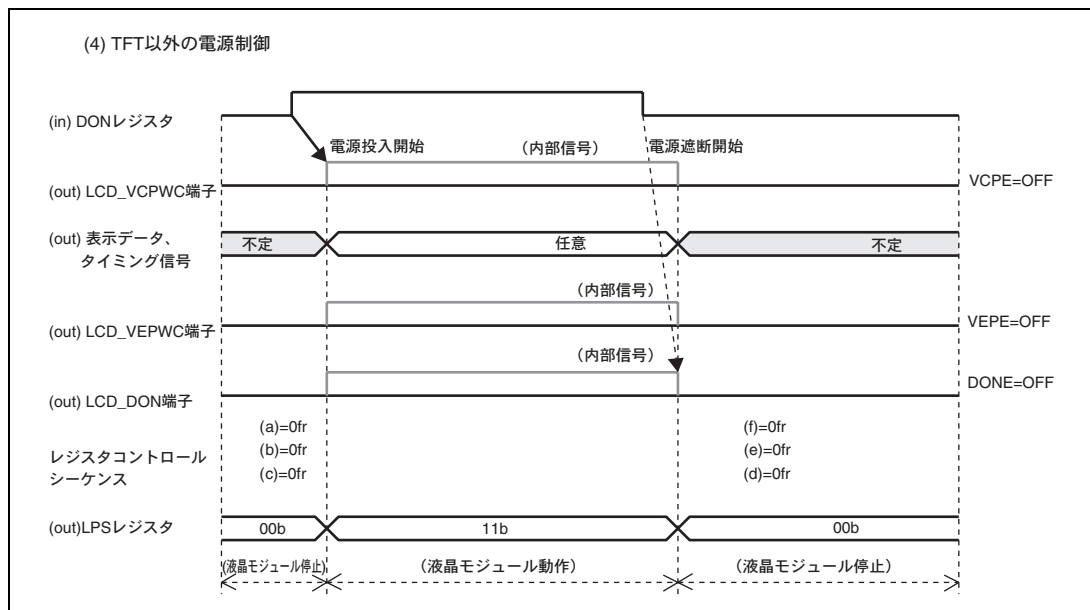 (4) TFT以外の電源制御
(in) DONレジスタ
電源投入開始
(内部信号)
電源遮断開始
(out) LCD_VCPWC端子
VCPE=OFF
(out) 表示データ、
タイミング信号
不定
任意
不定
(内部信号)
(out) LCD_VEPWC端子
VEPE=OFF
(内部信号)
(out) LCD_DON端子
DONE=OFF
レジスタコントロール
シーケンス
(a)=0fr
(b)=0fr
(c)=0fr
(f)=0fr
(e)=0fr
(d)=0fr
(out)LPSレジスタ
00b
11b
00b
(液晶モジュール停止)
(液晶モジュール動作)
(液晶モジュール停止)